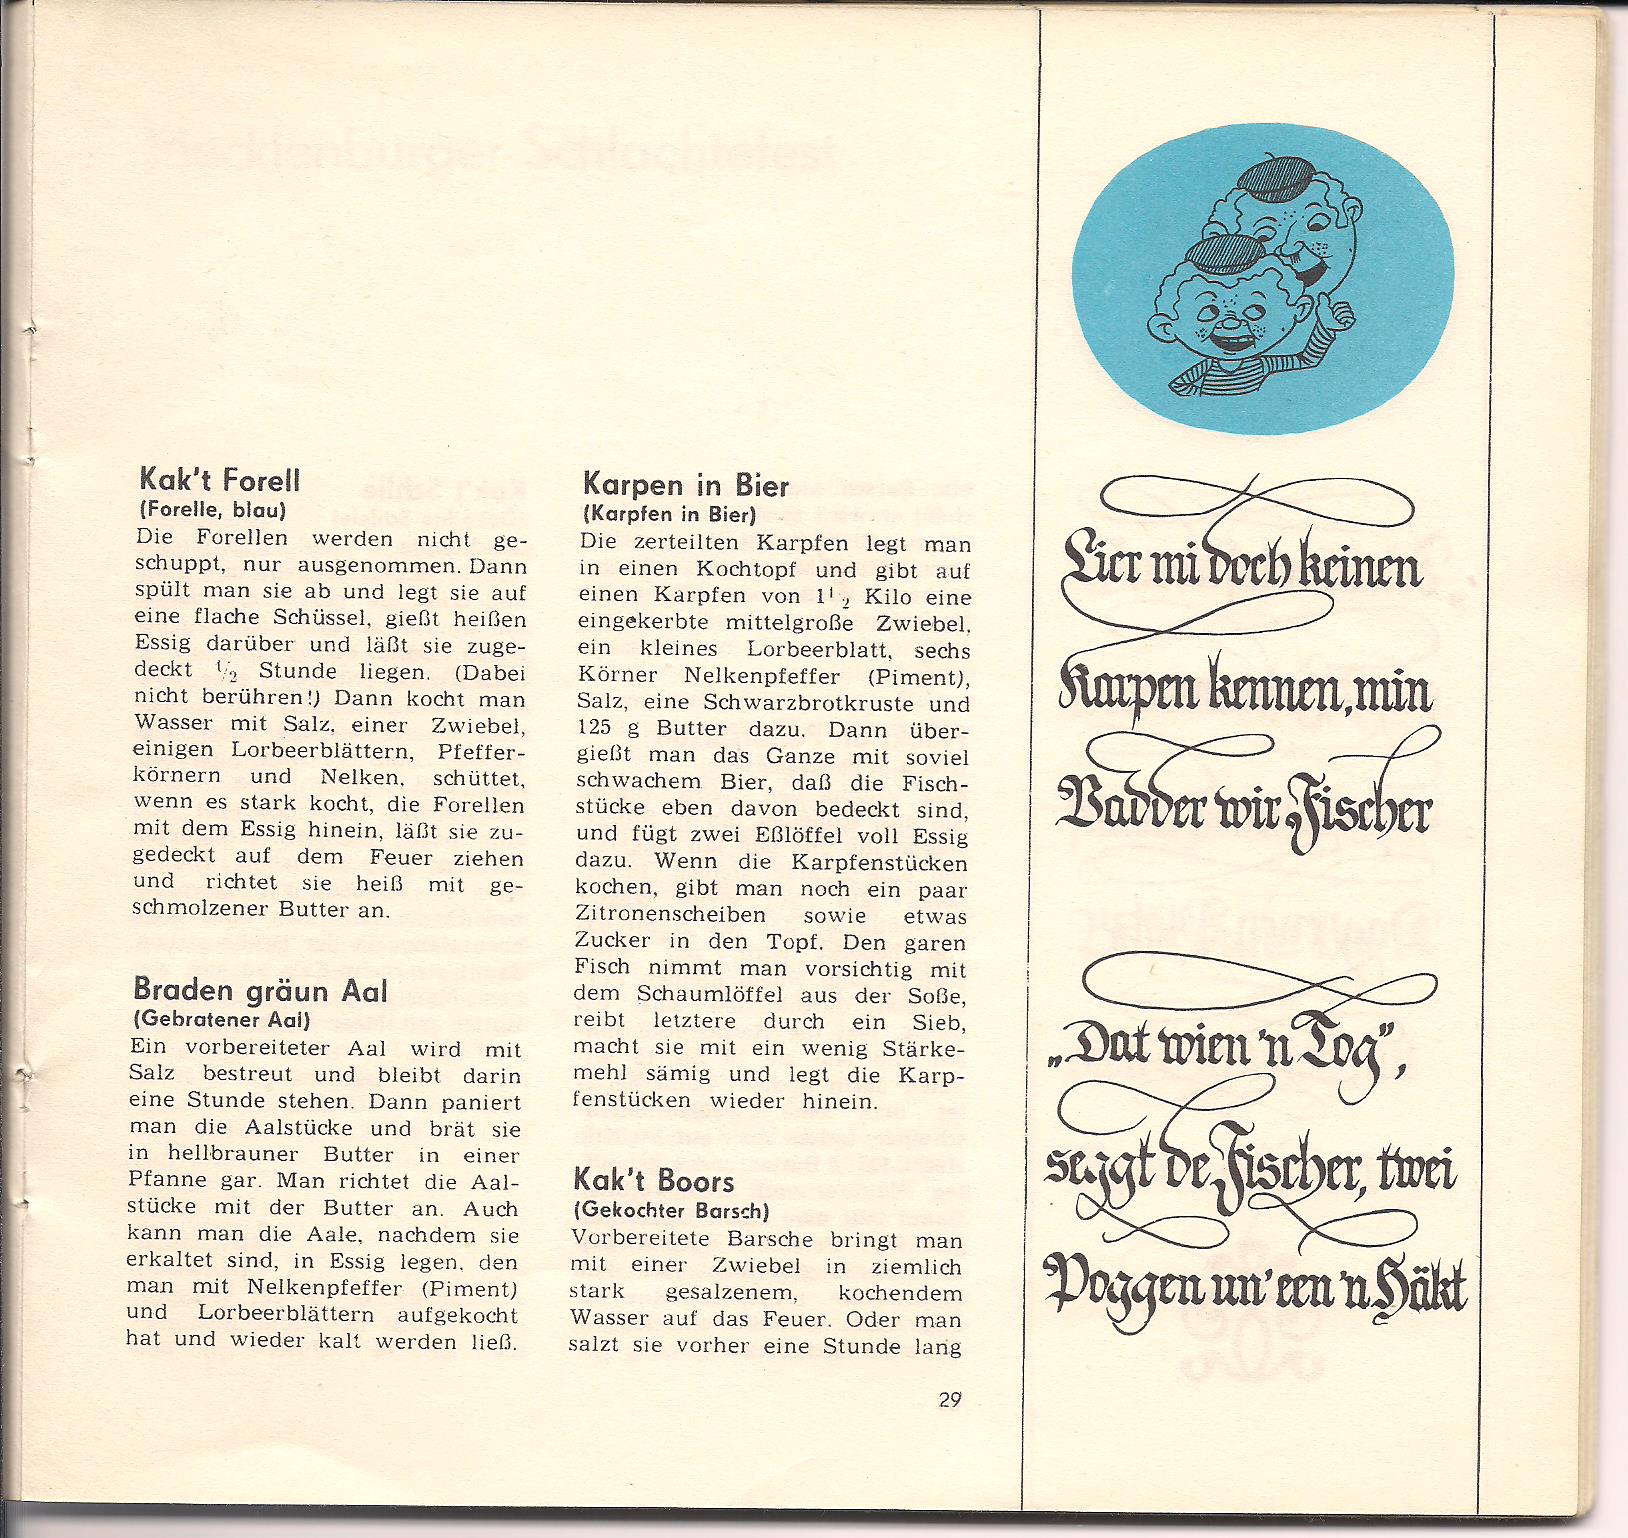 Kak't Forell
(Forelle, blau)
Die Forellen werden nicht ge-
schuppt, nur ausgenommen. Dann
spült man sie ab und legt sie auf
eine flache Schüssel, gießt heißen
Essig darüber und läßt sie zuge-
deckt 1/2 Stunde liegen. (Dabei
nicht berühren!) Dann kocht man
Wasser mit Salz, einer Zwiebel,
einigen Lorbeerblättern, Pfeffer-
körnern und Nelken, schüttet,
wenn es stark kocht, die Forellen
mit dem Essig hinein, läßt sie zu-
gedeckt auf dem Feuer ziehen
und richtet sie heiß mit ge-
schmolzener Butter an.
Braden gräun Aal
(Gebratener Aal)
Ein vorbereiteter Aal wird mit
Salz bestreut und bleibt darin
eine Stunde stehen. Dann paniert
man die Aalstücke und brät sie
in hellbrauner Butter in einer
Pfanne gar. Man richtet die Aal-
stücke mit der Butter an. Auch
kann man die Aale, nachdem sie
erkaltet sind, in Essig legen, den
man mit Nelkenpfeffer (Piment)
und Lorbeerblättern aufgekocht
hat und wieder kalt werden ließ.
Karpen in Bier
(Karpfen in Bier)
Die zerteilten Karpfen legt man
in einen Kochtopf und gibt auf
einen Karpfen von 1 1/2 Kilo eine
eingekerbte mittelgroße Zwiebel,
ein kleines Lorbeerblatt, sechs
Körner Nelkenpfeffer (Piment),
Salz, eine Schwarzbrotkruste und
125 g Butter dazu. Dann über-
gießt man das Ganze mit soviel
schwachem Bier, daß die Fisch-
stücke eben davon bedeckt sind,
und fügt zwei Eßlöffel voll Essig
dazu. Wenn die Karpfenstücken
kochen, gibt man noch ein paar
Zitronenscheiben sowie etwas
Zucker in den Topf. Den garen
Fisch nimmt man vorsichtig mit
dem Schaumlöffel aus der Soße,
reibt letztere durch ein Sieb,
macht sie mit ein wenig Stärke-
mehl sämig und legt die Karp-
fenstücken wieder hinein.
Kak't Boors
(Gekochter Barsch)
Vorbereitete Barsche bringt man
mit einer Zwiebel in ziemlich
stark gesalzenem, kochendem
Wasser auf das Feuer. Oder man
salzt sie vorher eine Stunde lang
29
Lier mi doch keinen
Karpen kennen, min
Vadder wir Fischer
„Dat wien 'n Tog",
seggt de Fischer, twei
Poggen un' een 'n Häkt